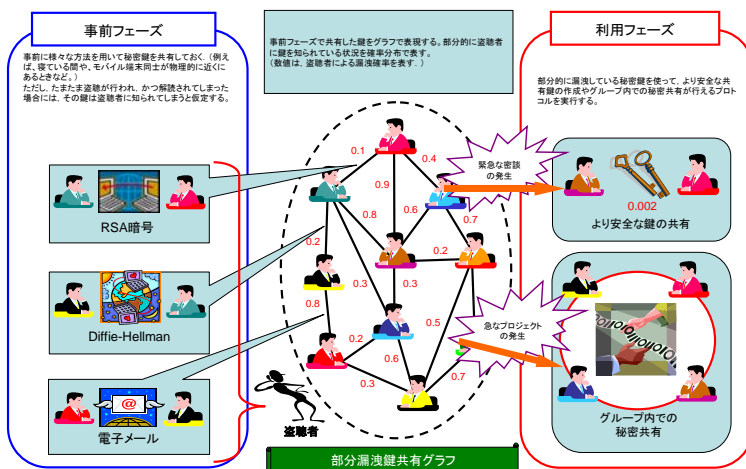 事前フェーズ
事前に様々な方法を用いて秘密鍵を共有しておく．（例え
ば、寝ている間や、モバイル端末同士が物理的に近くに
あるときなど。）
ただし，たまたま盗聴が行われ，かつ解読されてしまった
場合には，その鍵は盗聴者に知られてしまうと仮定する。
RSA暗号
Diffie-Hellman
@
電子メール
事前フェーズで共有した鍵をグラフで表現する。部分的に盗聴者
に鍵を知られている状況を確率分布で表す。
（数値は，盗聴者による漏洩確率を表す．）
0.1
0.4
0.9
0.8
0.6
0.7
0.2
0.2
0.3
0.3
0.8
0.5
0.2
0.6
0.3
0.7
盗聴者
部分漏洩鍵共有グラフ
緊急な密談
の発生
急なプロジェクト
の発生
利用フェーズ
部分的に漏洩している秘密鍵を使って，より安全な共
有鍵の作成やグループ内での秘密共有が行えるプロト
コルを実行する。
0.002
より安全な鍵の共有
グループ内での
秘密共有